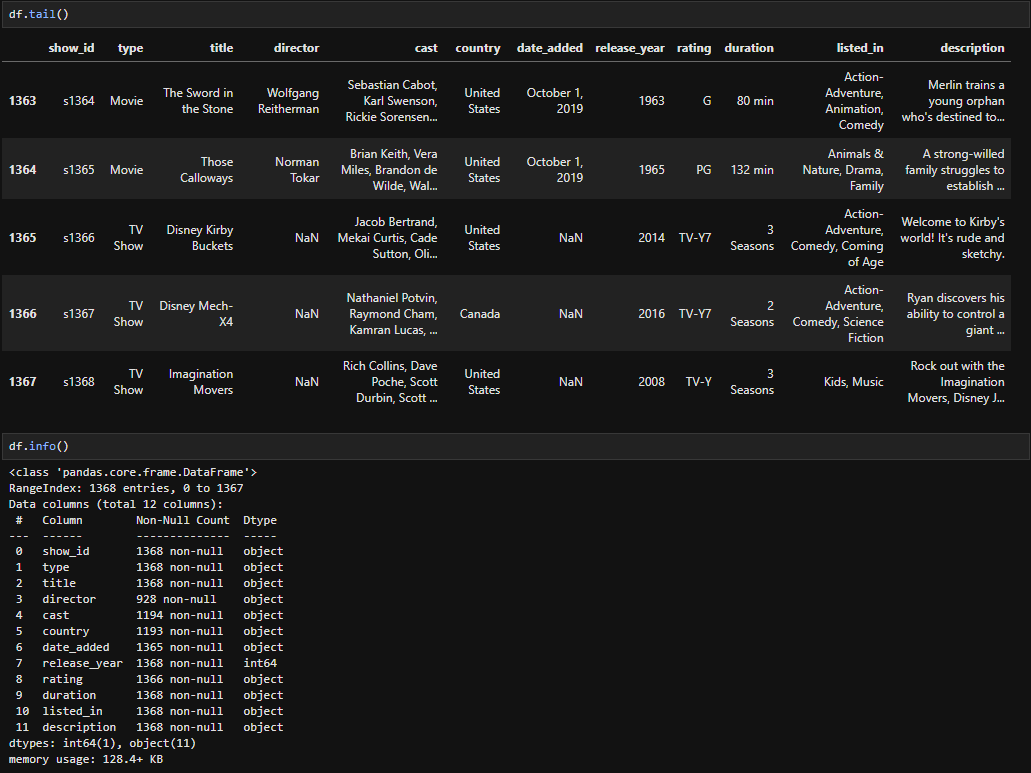 df.tail()
show_id type title director cast country date_added release_year rating duration listed_in description
1363 s1364 Movie The Sword in the Stone Wolfgang Reitherman Sebastian Cabot, Karl Swenson, Rickie Sorensen... United States October 1, 2019 1963 G 80 min Action-Adventure, Animation, Comedy Merlin trains a young orphan who's destined to...
1364 s1365 Movie Those Calloways Norman Tokar Brian Keith, Vera Miles, Brandon de Wilde, Wal... United States October 1, 2019 1965 PG 132 min Animals & Nature, Drama, Family A strong-willed family struggles to establish ...
1365 s1366 TV Show Disney Kirby Buckets NaN Jacob Bertrand, Mekai Curtis, Cade Sutton, Oli... United States NaN 2014 TV-Y7 3 Seasons Action-Adventure, Comedy, Coming of Age Welcome to Kirby's world! It's rude and sketchy.
1366 s1367 TV Show Disney Mech-X4 NaN Nathaniel Potvin, Raymond Cham, Kamran Lucas, ... Canada NaN 2016 TV-Y7 2 Seasons Action-Adventure, Comedy, Science Fiction Ryan discovers his ability to control a giant ...
1367 s1368 TV Show Imagination Movers NaN Rich Collins, Dave Poche, Scott Durbin, Scott ... United States NaN 2008 TV-Y 3 Seasons Kids, Music Rock out with the Imagination Movers, Disney J...
df.info()
<class 'pandas.core.frame.DataFrame'>
RangeIndex: 1368 entries, 0 to 1367
Data columns (total 12 columns):
 #   Column        Non-Null Count  Dtype
---  ------        --------------  -----
 0   show_id       1368 non-null   object
 1   type          1368 non-null   object
 2   title         1368 non-null   object
 3   director      928 non-null    object
 4   cast          1194 non-null   object
 5   country       1193 non-null   object
 6   date_added    1365 non-null   object
 7   release_year  1368 non-null   int64
 8   rating        1366 non-null   object
 9   duration      1368 non-null   object
 10  listed_in     1368 non-null   object
 11  description   1368 non-null   object
dtypes: int64(1), object(11)
memory usage: 128.4+ KB